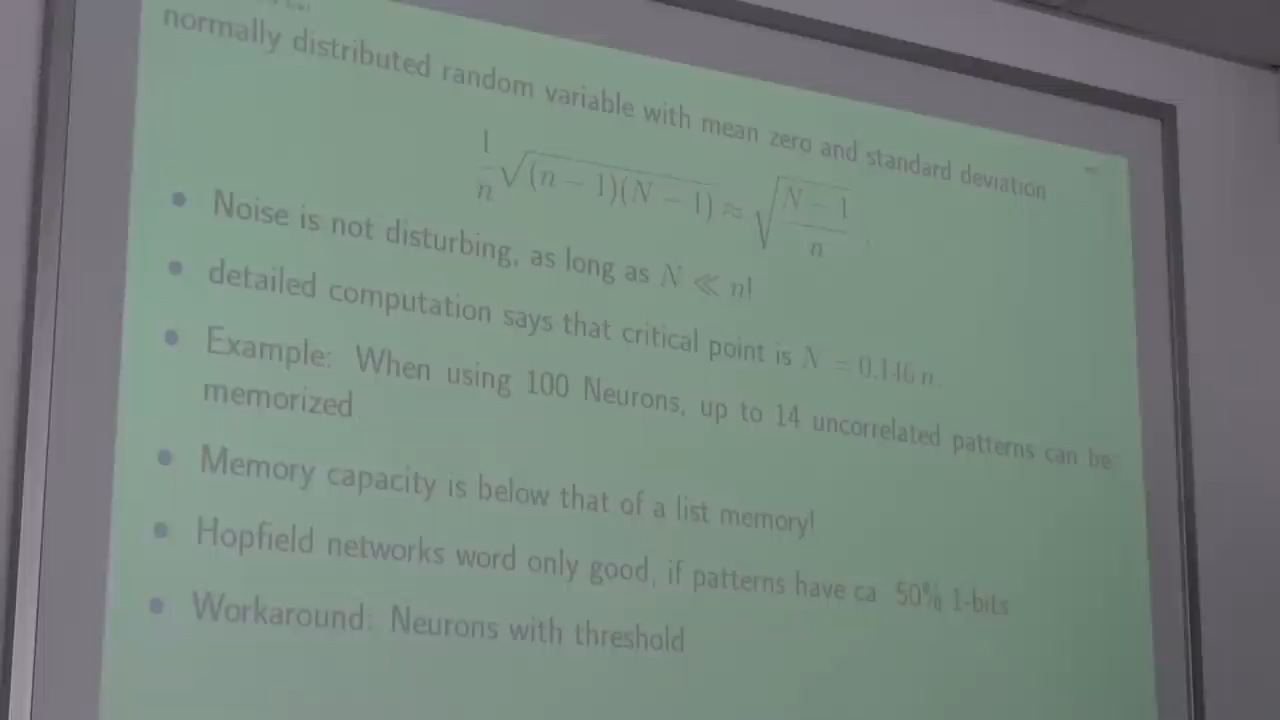 normally distributed random variable with mean zero and standard deviation
1/n √(n − 1)(N − 1) ≈ √(N − 1)/n
• Noise is not disturbing, as long as N ≪ n!
• detailed computation says that critical point is N = 0.146 n.
• Example: When using 100 Neurons, up to 14 uncorrelated patterns can be
memorized
• Memory capacity is below that of a list memory!
• Hopfield networks word only good, if patterns have ca. 50% 1-bits
• Workaround: Neurons with threshold